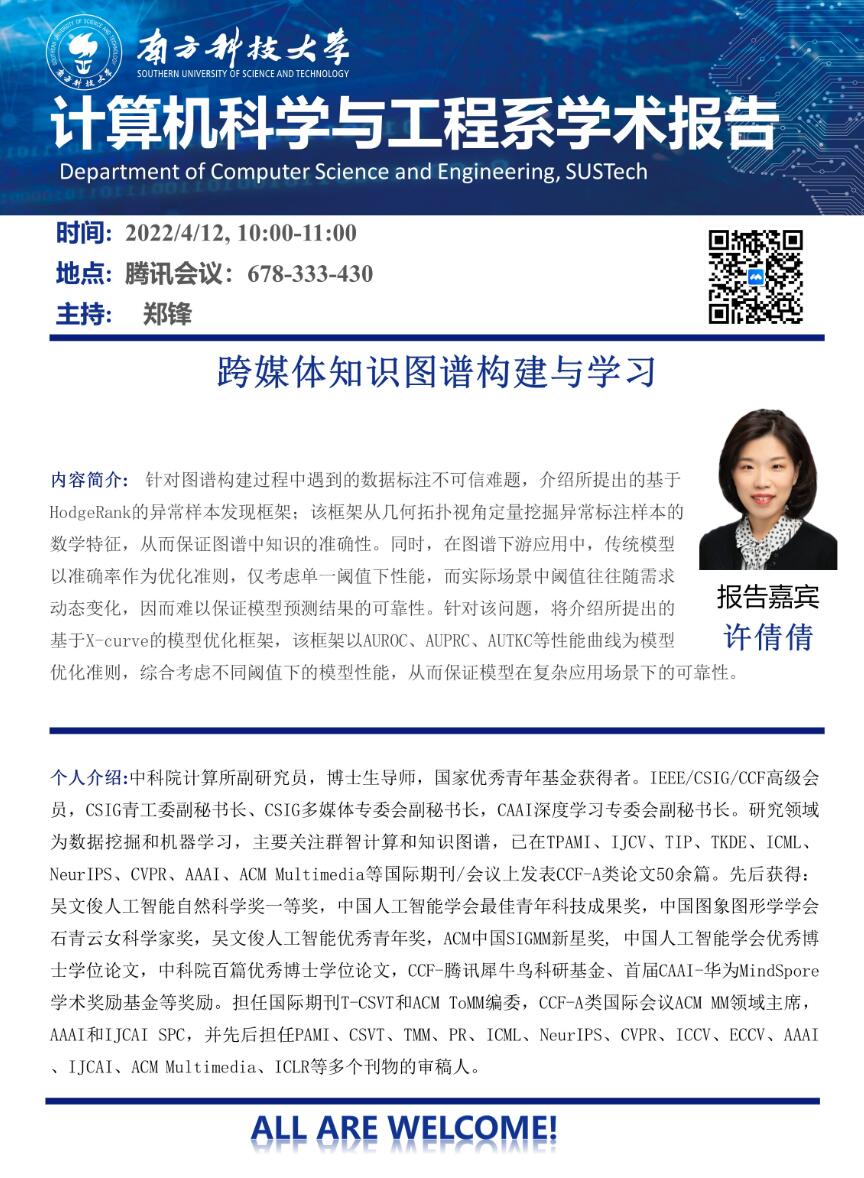 南方科技大学
SOUTHERN UNIVERSITY OF SCIENCE AND TECHNOLOGY
计算机科学与工程系学术报告
Department of Computer Science and Engineering, SUSTech
时间: 2022/4/12, 10:00-11:00
地点: 腾讯会议：678-333-430
主持: 郑锋
跨媒体知识图谱构建与学习
内容简介: 针对图谱构建过程中遇到的数据标注不可信难题，介绍所提出的基于
HodgeRank的异常样本发现框架；该框架从几何拓扑视角定量挖掘异常标注样本的
数学特征，从而保证图谱中知识的准确性。同时，在图谱下游应用中，传统模型
以准确率作为优化准则，仅考虑单一阈值下性能，而实际场景中阈值往往随需求
动态变化，因而难以保证模型预测结果的可靠性。针对该问题，将介绍所提出的
基于X-curve的模型优化框架，该框架以AUROC、AUPRC、AUTKC等性能曲线为模型
优化准则，综合考虑不同阈值下的模型性能，从而保证模型在复杂应用场景下的可靠性。
报告嘉宾
许倩倩
个人介绍:中科院计算所副研究员，博士生导师，国家优秀青年基金获得者。IEEE/CSIG/CCF高级会
员，CSIG青工委副秘书长、CSIG多媒体专委会副秘书长，CAAI深度学习专委会副秘书长。研究领域
为数据挖掘和机器学习，主要关注群智计算和知识图谱，已在TPAMI、IJCV、TIP、TKDE、ICML、
NeurIPS、CVPR、AAAI、ACM Multimedia等国际期刊/会议上发表CCF-A类论文50余篇。先后获得：
吴文俊人工智能自然科学奖一等奖，中国人工智能学会最佳青年科技成果奖，中国图象图形学学会
石青云女科学家奖，吴文俊人工智能优秀青年奖，ACM中国SIGMM新星奖, 中国人工智能学会优秀博
士学位论文，中科院百篇优秀博士学位论文，CCF-腾讯犀牛鸟科研基金、首届CAAI-华为MindSpore
学术奖励基金等奖励。担任国际期刊T-CSVT和ACM ToMM编委，CCF-A类国际会议ACM MM领域主席，
AAAI和IJCAI SPC，并先后担任PAMI、CSVT、TMM、PR、ICML、NeurIPS、CVPR、ICCV、ECCV、AAAI
、IJCAI、ACM Multimedia、ICLR等多个刊物的审稿人。
ALL ARE WELCOME!